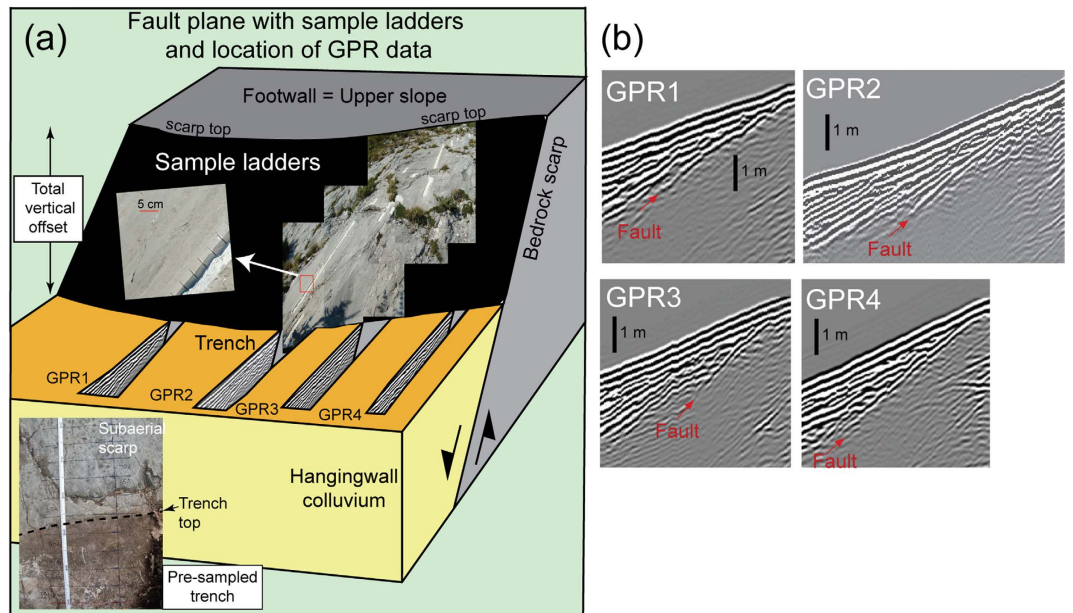 (a)
Fault plane with sample ladders
and location of GPR data
Footwall = Upper slope
scarp top
scarp top
Sample ladders
Total
vertical
offset
5 cm
Bedrock scarp
Trench
GPR1
GPR2
GPR3
GPR4
Subaerial
scarp
Trench
top
Hangingwall
colluvium
Pre-sampled
trench
(b)
GPR1
1 m
Fault
GPR2
1 m
Fault
GPR3
1 m
Fault
GPR4
1 m
Fault